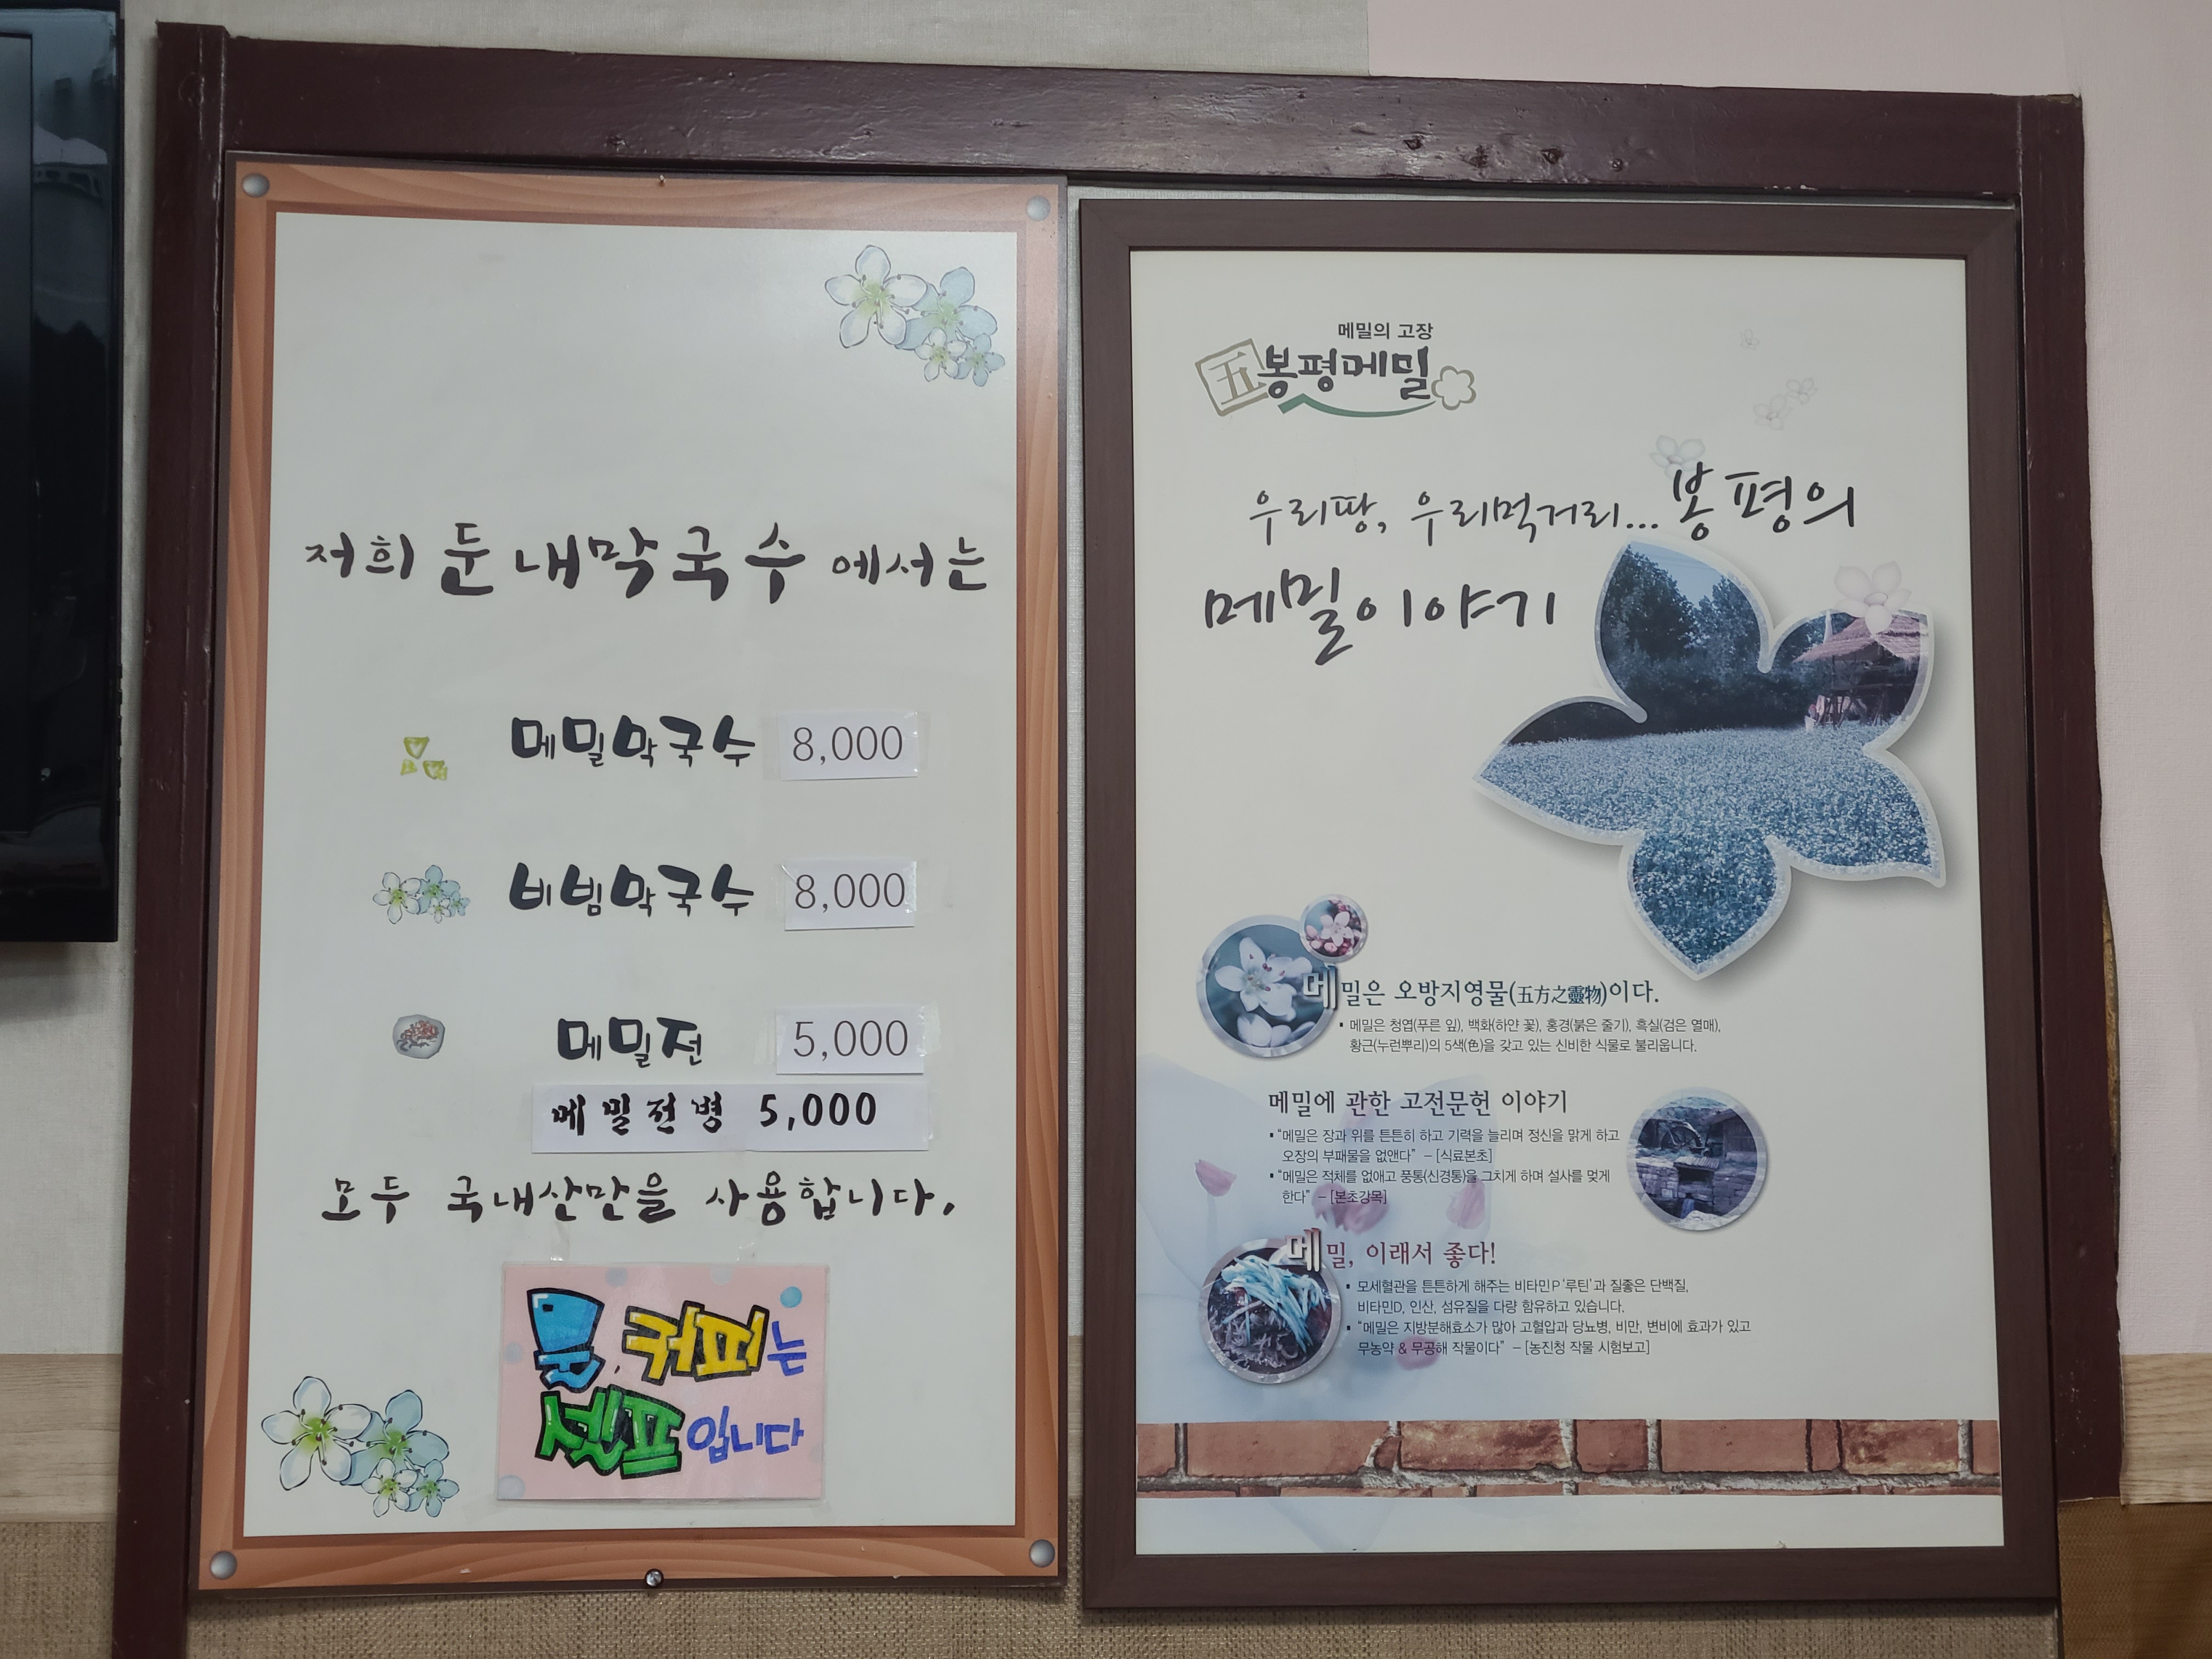 저희 둔내막국수에서는
메밀막국수 8,000
비빔막국수 8,000
메밀전 5,000
메밀전병 5,000
모두 국내산만을 사용합니다.
물, 커피는
셀프입니다
메밀의 고장
五 봉평메밀
우리땅, 우리먹거리... 봉평의
메밀이야기
메밀은 오방지영물(五方之靈物)이다.
▪ 메밀은 청엽(푸른 잎), 백화(하얀 꽃), 홍경(붉은 줄기), 흑실(검은 열매),
황근(누런뿌리)의 5색(色)을 갖고 있는 신비한 식물로 불리웁니다.
메밀에 관한 고전문헌 이야기
▪ "메밀은 장과 위를 튼튼히 하고 기력을 늘리며 정신을 맑게 하고
오장의 부패물을 없앤다" – [식료본초]
▪ "메밀은 적체를 없애고 풍통(신경통)을 그치게 하며 설사를 멎게
한다" – [본초강목]
메밀, 이래서 좋다!
▪ 모세혈관을 튼튼하게 해주는 비타민P '루틴'과 질좋은 단백질,
비타민D, 인산, 섬유질을 다량 함유하고 있습니다.
▪ "메밀은 지방분해효소가 많아 고혈압과 당뇨병, 비만, 변비에 효과가 있고
무농약 & 무공해 작물이다" – [농진청 작물 시험보고]